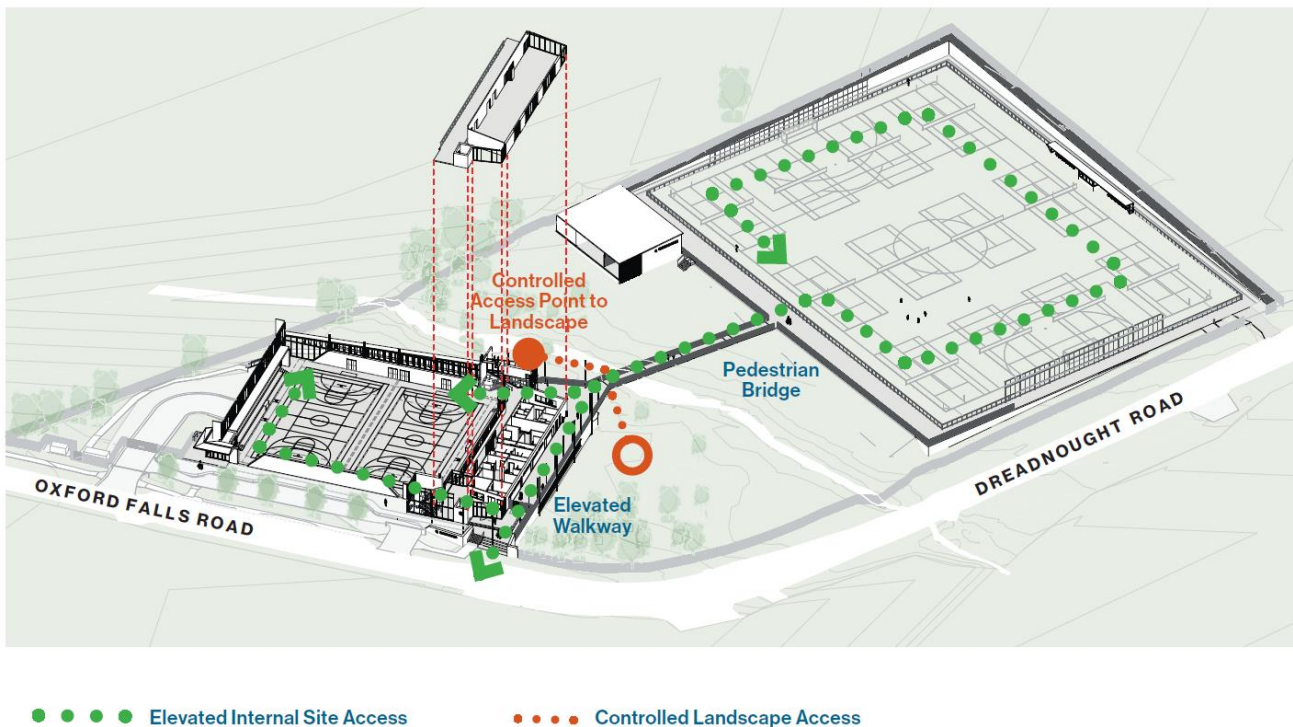 Controlled
Access Point to
Landscape
Pedestrian
Bridge
DREADNOUGHT ROAD
OXFORD FALLS ROAD
Elevated
Walkway
Elevated Internal Site Access
Controlled Landscape Access